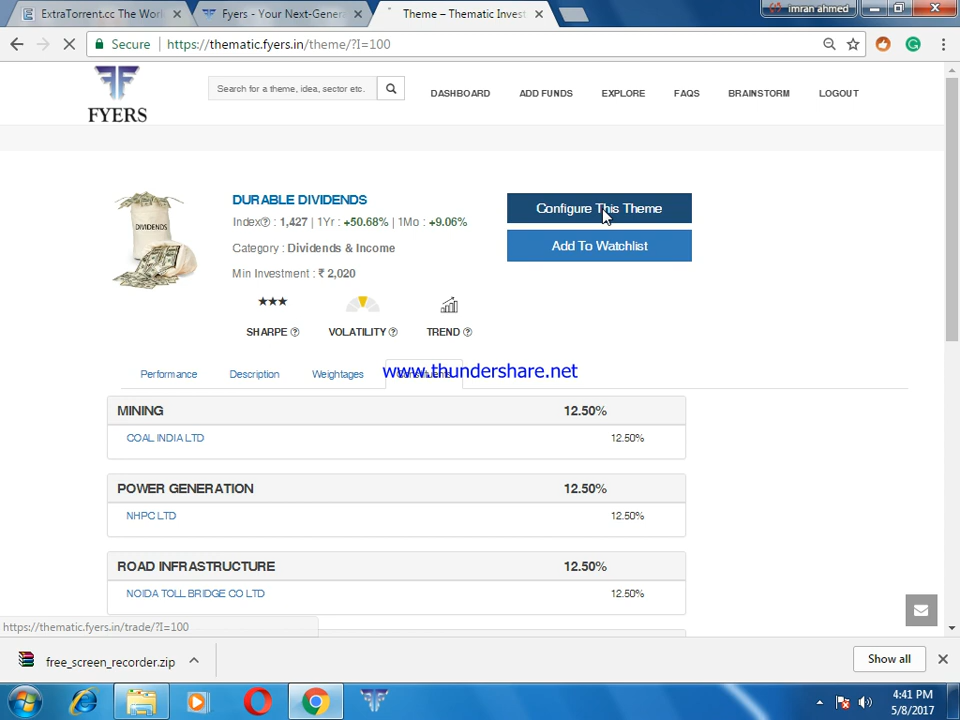 ExtraTorrent.cc The Worl
Fyers - Your Next-Genera
Theme – Thematic Invest
imran ahmed
Secure
https://thematic.fyers.in/theme/?I=100
FYERS
Search for a theme, idea, sector etc.
DASHBOARD
ADD FUNDS
EXPLORE
FAQS
BRAINSTORM
LOGOUT
DIVIDENDS
DURABLE DIVIDENDS
Index? : 1,427 | 1Yr : +50.68% | 1Mo : +9.06%
Category : Dividends & Income
Min Investment : ₹ 2,020
Configure This Theme
Add To Watchlist
SHARPE ?
VOLATILITY ?
TREND ?
Performance
Description
Weightages
www.thundershare.net
MINING 12.50%
COAL INDIA LTD 12.50%
POWER GENERATION 12.50%
NHPC LTD 12.50%
ROAD INFRASTRUCTURE 12.50%
NOIDA TOLL BRIDGE CO LTD 12.50%
https://thematic.fyers.in/trade/?I=100
free_screen_recorder.zip
Show all
4:41 PM
5/8/2017